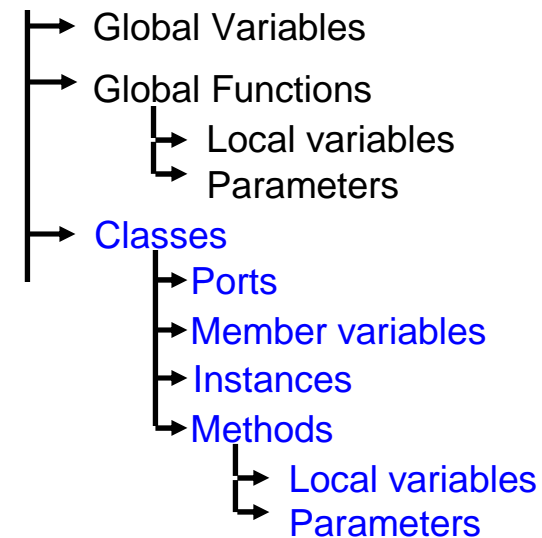 Global Variables
Global Functions
Local variables
Parameters
Classes
Ports
Member variables
Instances
Methods
Local variables
Parameters